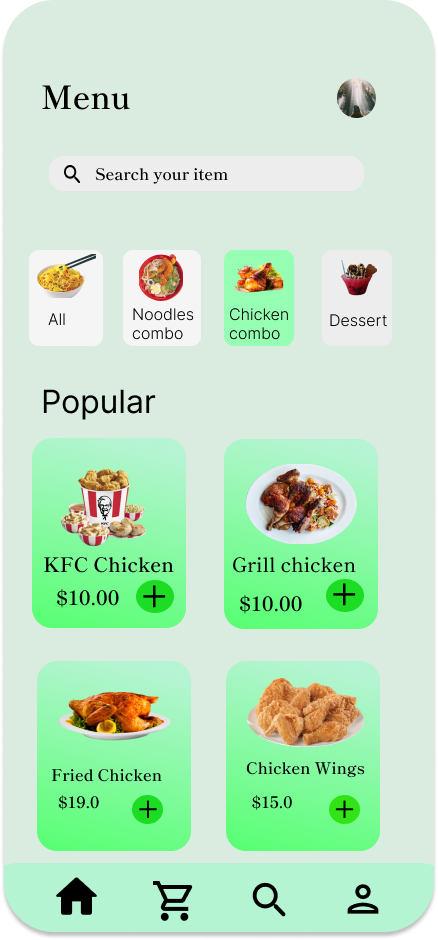 Menu
Search your item
All
Noodles
combo
Chicken
combo
Dessert
Popular
KFC Chicken
$10.00
Grill chicken
$10.00
Fried Chicken
$19.0
Chicken Wings
$15.0